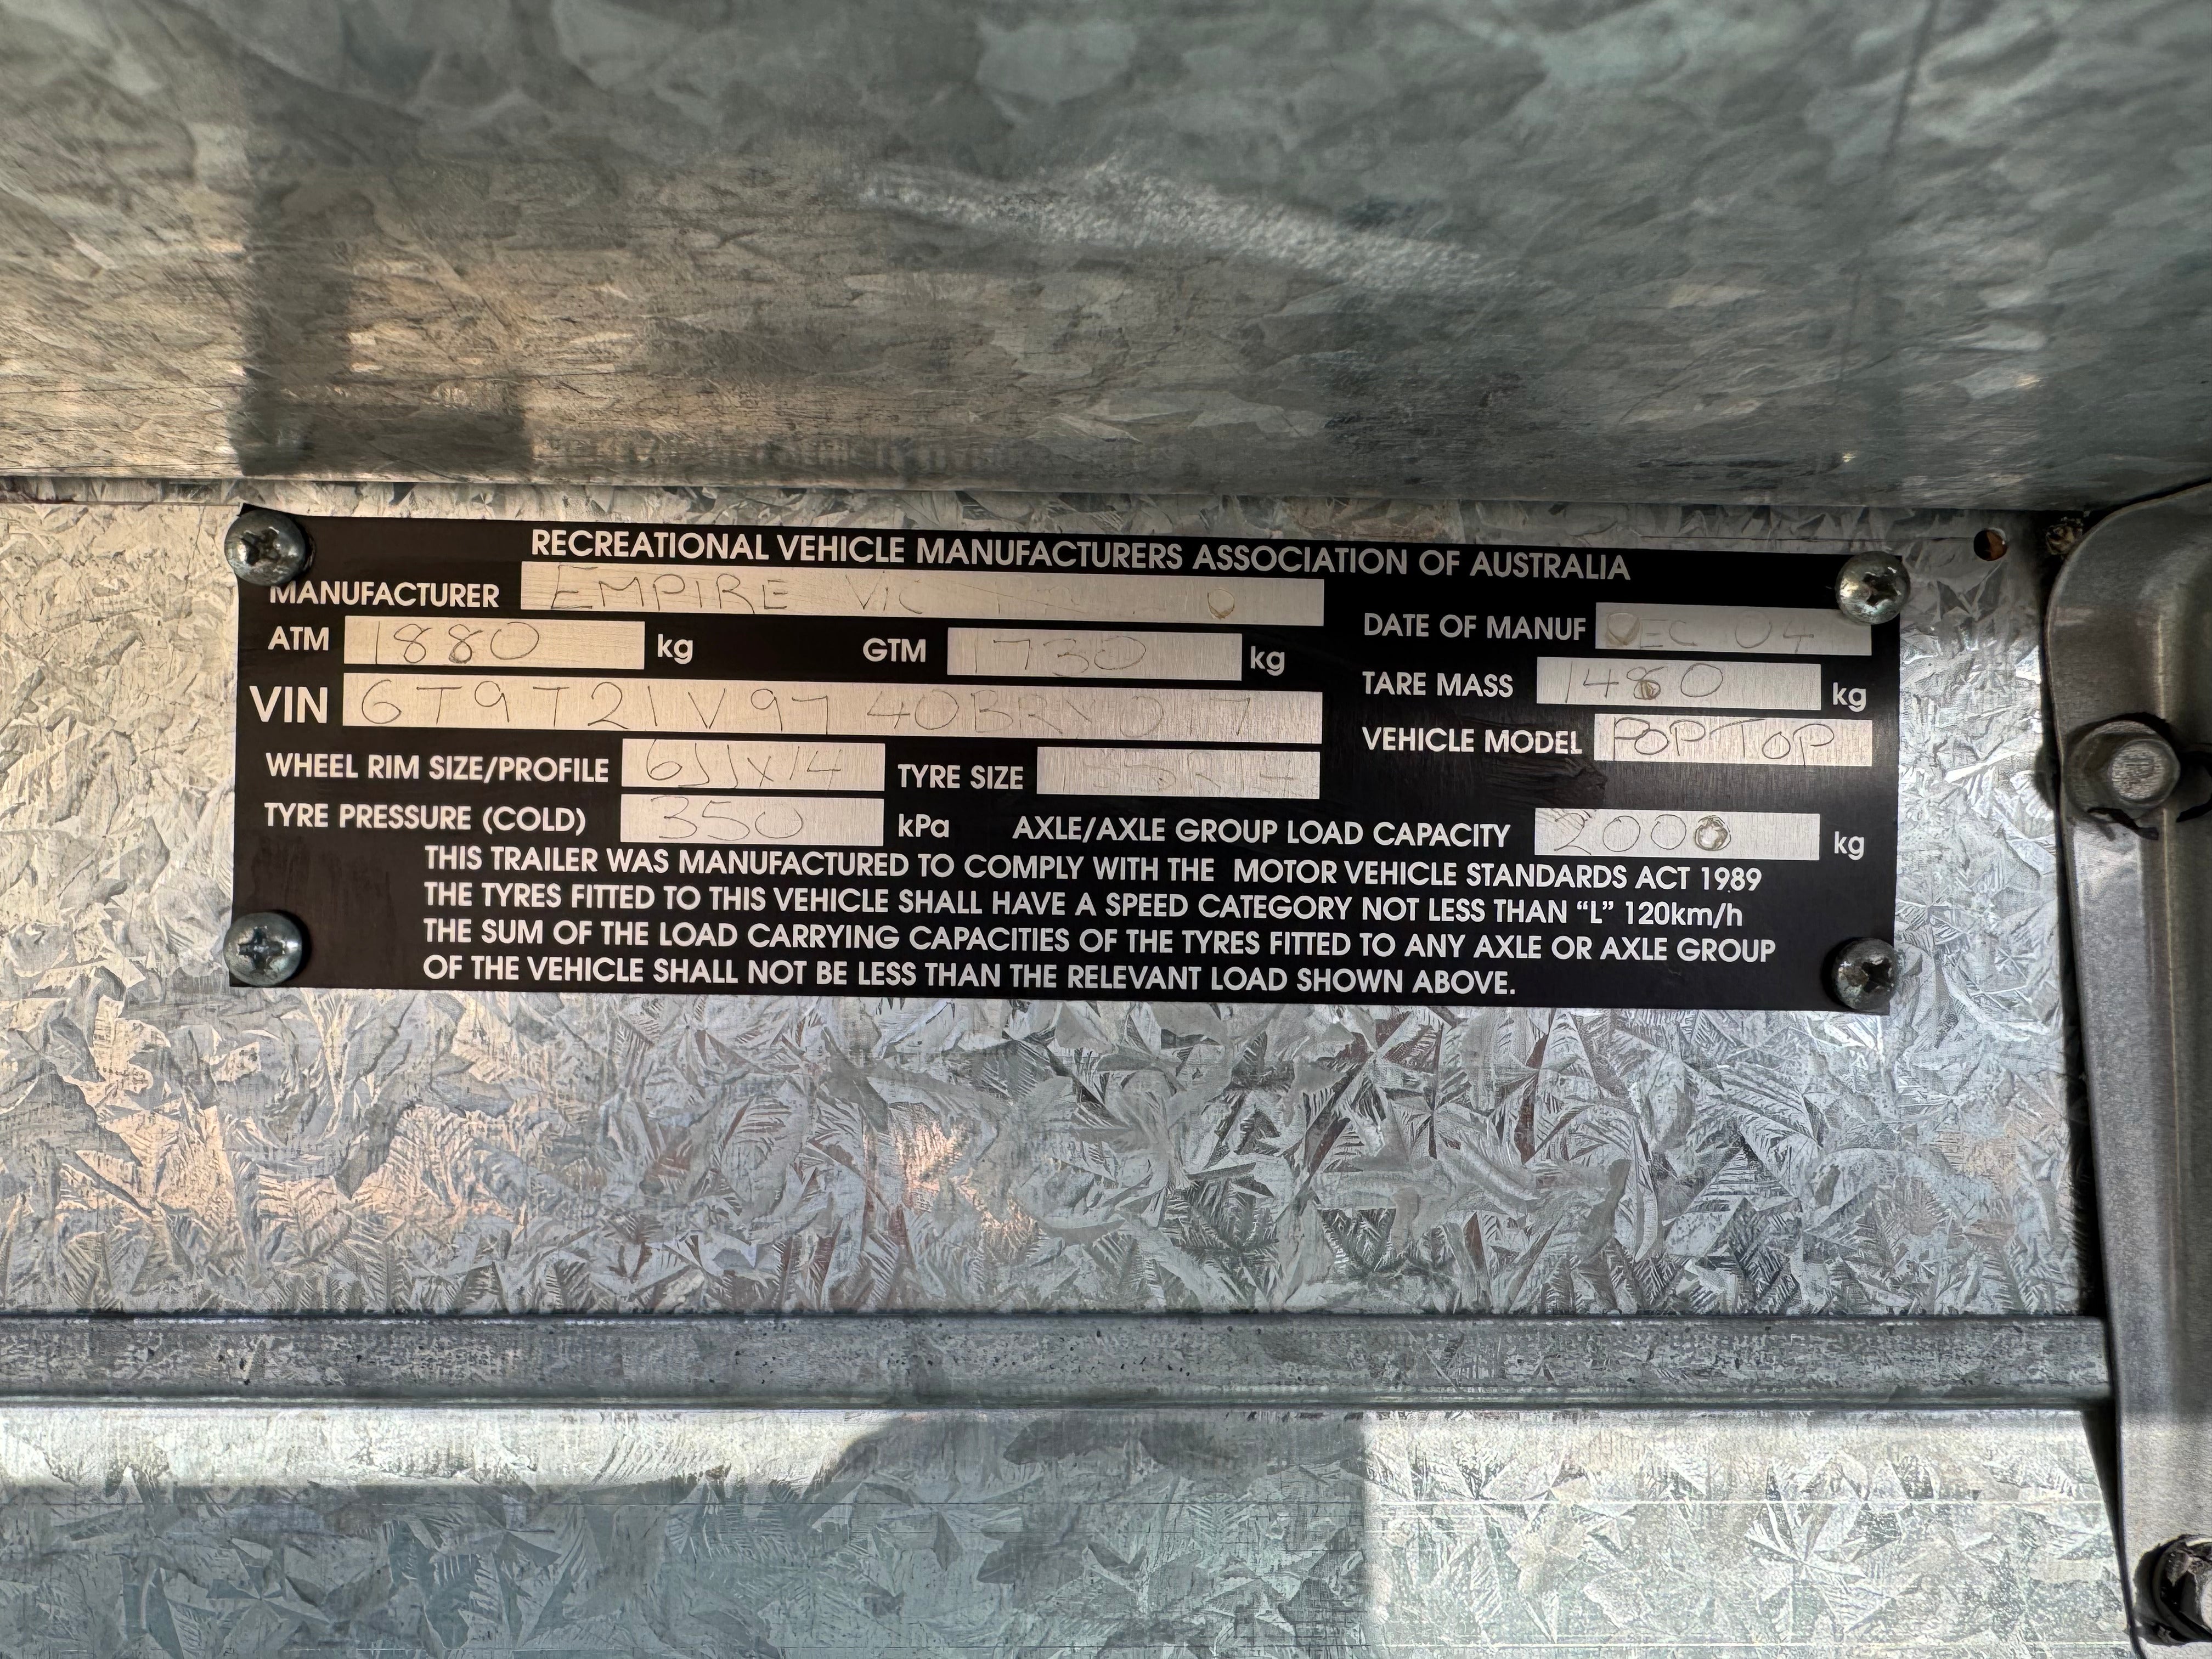 RECREATIONAL VEHICLE MANUFACTURERS ASSOCIATION OF AUSTRALIA
MANUFACTURER EMPIRE VIC
DATE OF MANUF DEC 04
ATM 1880 kg GTM 1730 kg
TARE MASS 1480 kg
VIN 6T9T21V9740BRV017
VEHICLE MODEL POPTOP
WHEEL RIM SIZE/PROFILE 6JJX14 TYRE SIZE
TYRE PRESSURE (COLD) 350 kPa AXLE/AXLE GROUP LOAD CAPACITY 2000 kg
THIS TRAILER WAS MANUFACTURED TO COMPLY WITH THE MOTOR VEHICLE STANDARDS ACT 1989
THE TYRES FITTED TO THIS VEHICLE SHALL HAVE A SPEED CATEGORY NOT LESS THAN "L" 120km/h
THE SUM OF THE LOAD CARRYING CAPACITIES OF THE TYRES FITTED TO ANY AXLE OR AXLE GROUP
OF THE VEHICLE SHALL NOT BE LESS THAN THE RELEVANT LOAD SHOWN ABOVE.